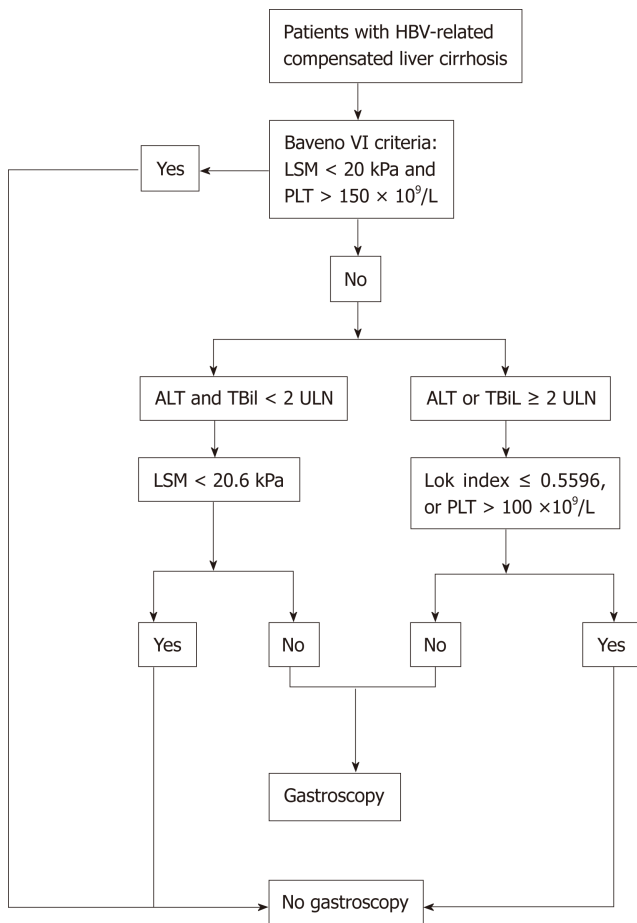 Patients with HBV-related
compensated liver cirrhosis
Baveno VI criteria:
LSM < 20 kPa and
PLT > 150 × 10⁹/L
Yes
No
ALT and TBil < 2 ULN
ALT or TBiL ≥ 2 ULN
LSM < 20.6 kPa
Lok index ≤ 0.5596,
or PLT > 100 ×10⁹/L
Yes
No
No
Yes
Gastroscopy
No gastroscopy